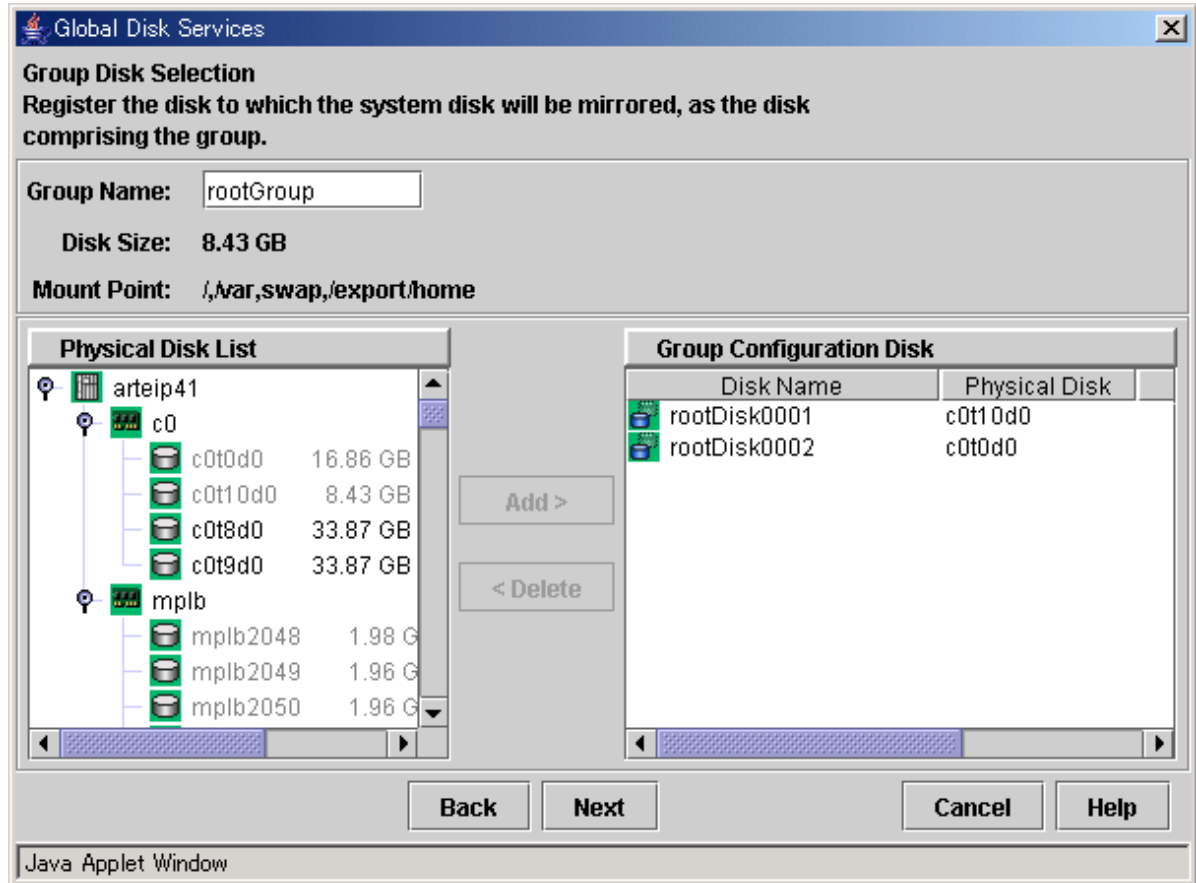 Global Disk Services
Group Disk Selection
Register the disk to which the system disk will be mirrored, as the disk
comprising the group.
Group Name: rootGroup
Disk Size: 8.43 GB
Mount Point: /,/var,swap,/export/home
Physical Disk List
arteip41
c0
c0t0d0 16.86 GB
c0t10d0 8.43 GB
c0t8d0 33.87 GB
c0t9d0 33.87 GB
mplb
mplb2048 1.98 G
mplb2049 1.96 G
mplb2050 1.96 G
Add >
< Delete
Group Configuration Disk
Disk Name Physical Disk
rootDisk0001 c0t10d0
rootDisk0002 c0t0d0
Back Next Cancel Help
Java Applet Window